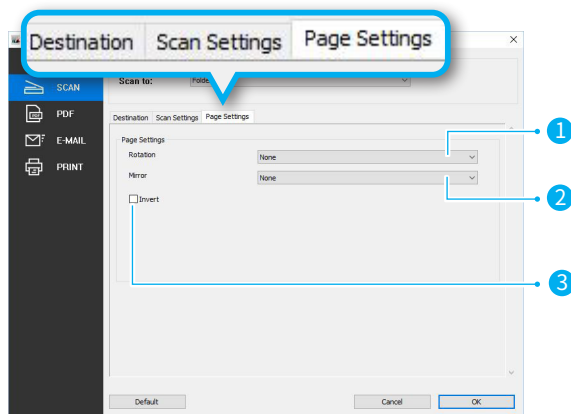 Destination Scan Settings Page Settings
Scan to:
SCAN
PDF
E-MAIL
PRINT
Destination Scan Settings Page Settings
Page Settings
Rotation None
Mirror None
Invert
1
2
3
Default Cancel OK